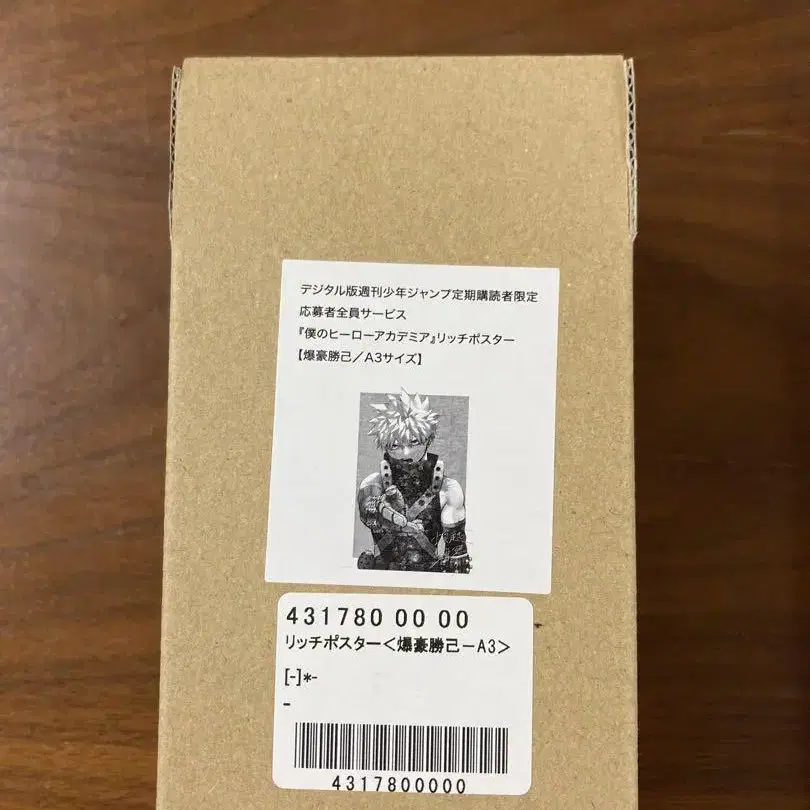 デジタル版週刊少年ジャンプ定期購読者限定
応募者全員サービス
『僕のヒーローアカデミア』リッチポスター
【爆豪勝己／A3サイズ】
431780 00 00
リッチポスター＜爆豪勝己－A3＞
[-]*-
-
4317800000